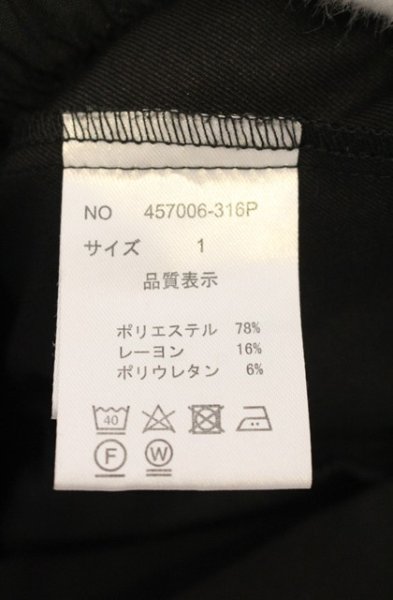 NO 457006-316P
サイズ 1
品質表示
ポリエステル 78%
レーヨン 16%
ポリウレタン 6%
40
F W